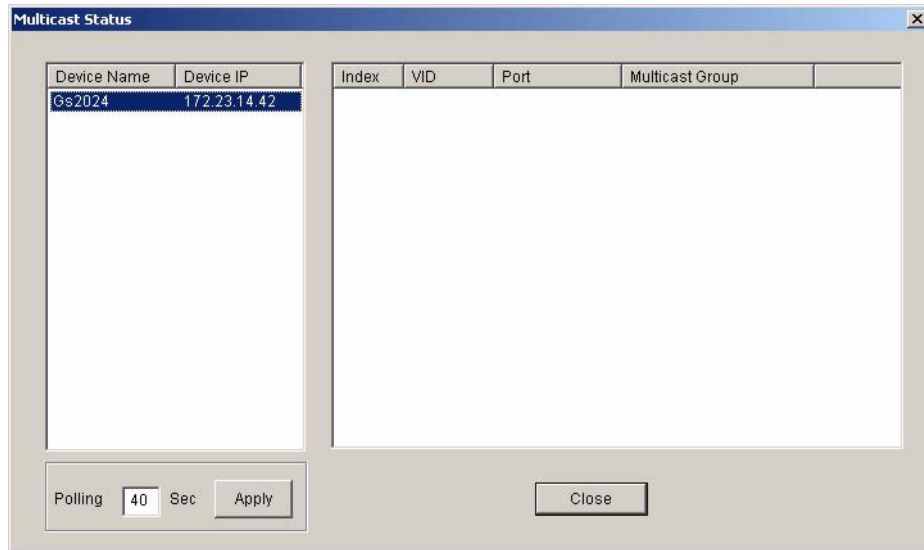 Multicast Status
Device Name Device IP
Gs2024 172.23.14.42
Index VID Port Multicast Group
Polling 40 Sec Apply
Close